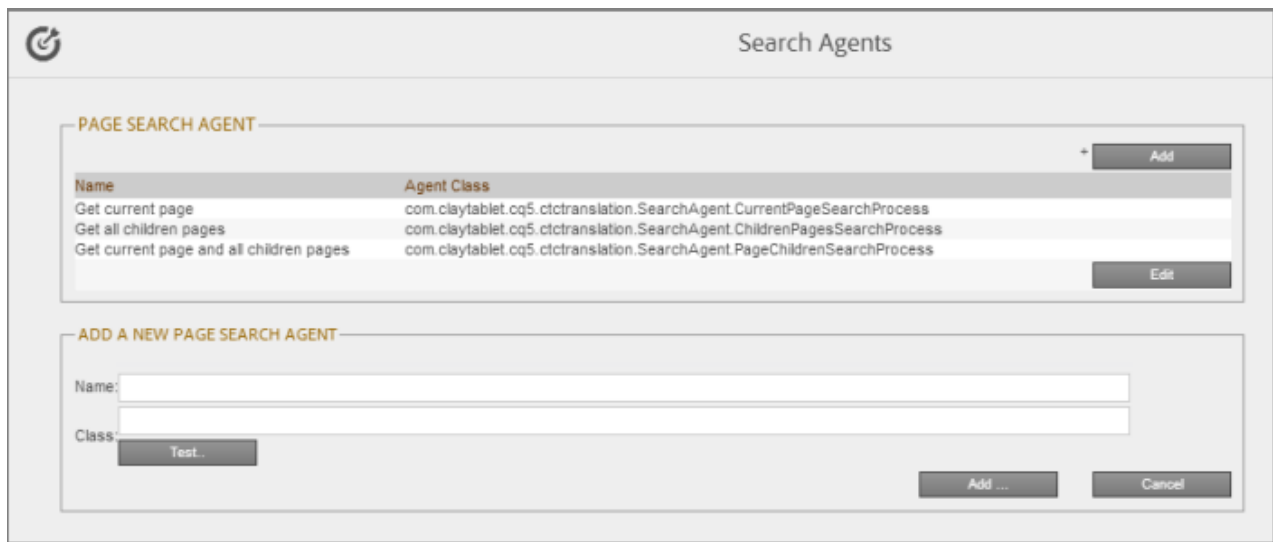 Search Agents
PAGE SEARCH AGENT
+ Add
Name Agent Class
Get current page com.claytablet.cq5.ctctranslation.SearchAgent.CurrentPageSearchProcess
Get all children pages com.claytablet.cq5.ctctranslation.SearchAgent.ChildrenPagesSearchProcess
Get current page and all children pages com.claytablet.cq5.ctctranslation.SearchAgent.PageChildrenSearchProcess
Edit
ADD A NEW PAGE SEARCH AGENT
Name:
Class:
Test..
Add ... Cancel